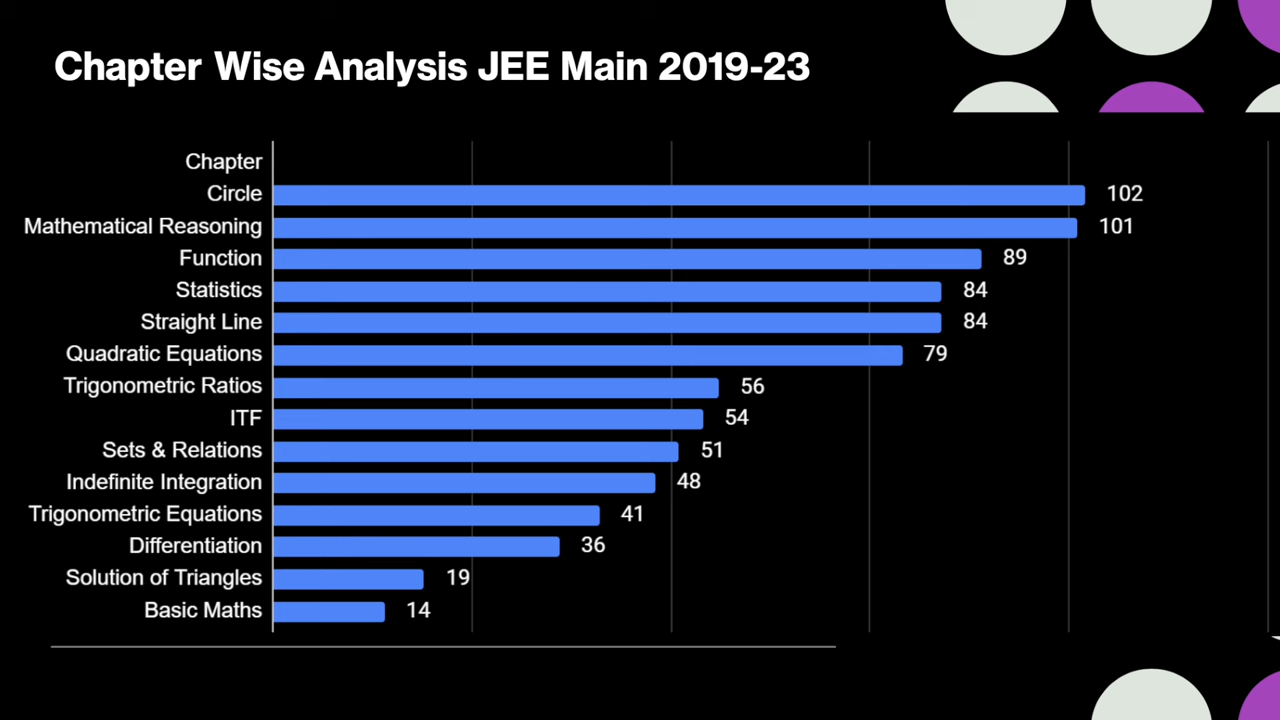 Chapter Wise Analysis JEE Main 2019-23
Chapter
Circle 102
Mathematical Reasoning 101
Function 89
Statistics 84
Straight Line 84
Quadratic Equations 79
Trigonometric Ratios 56
ITF 54
Sets & Relations 51
Indefinite Integration 48
Trigonometric Equations 41
Differentiation 36
Solution of Triangles 19
Basic Maths 14